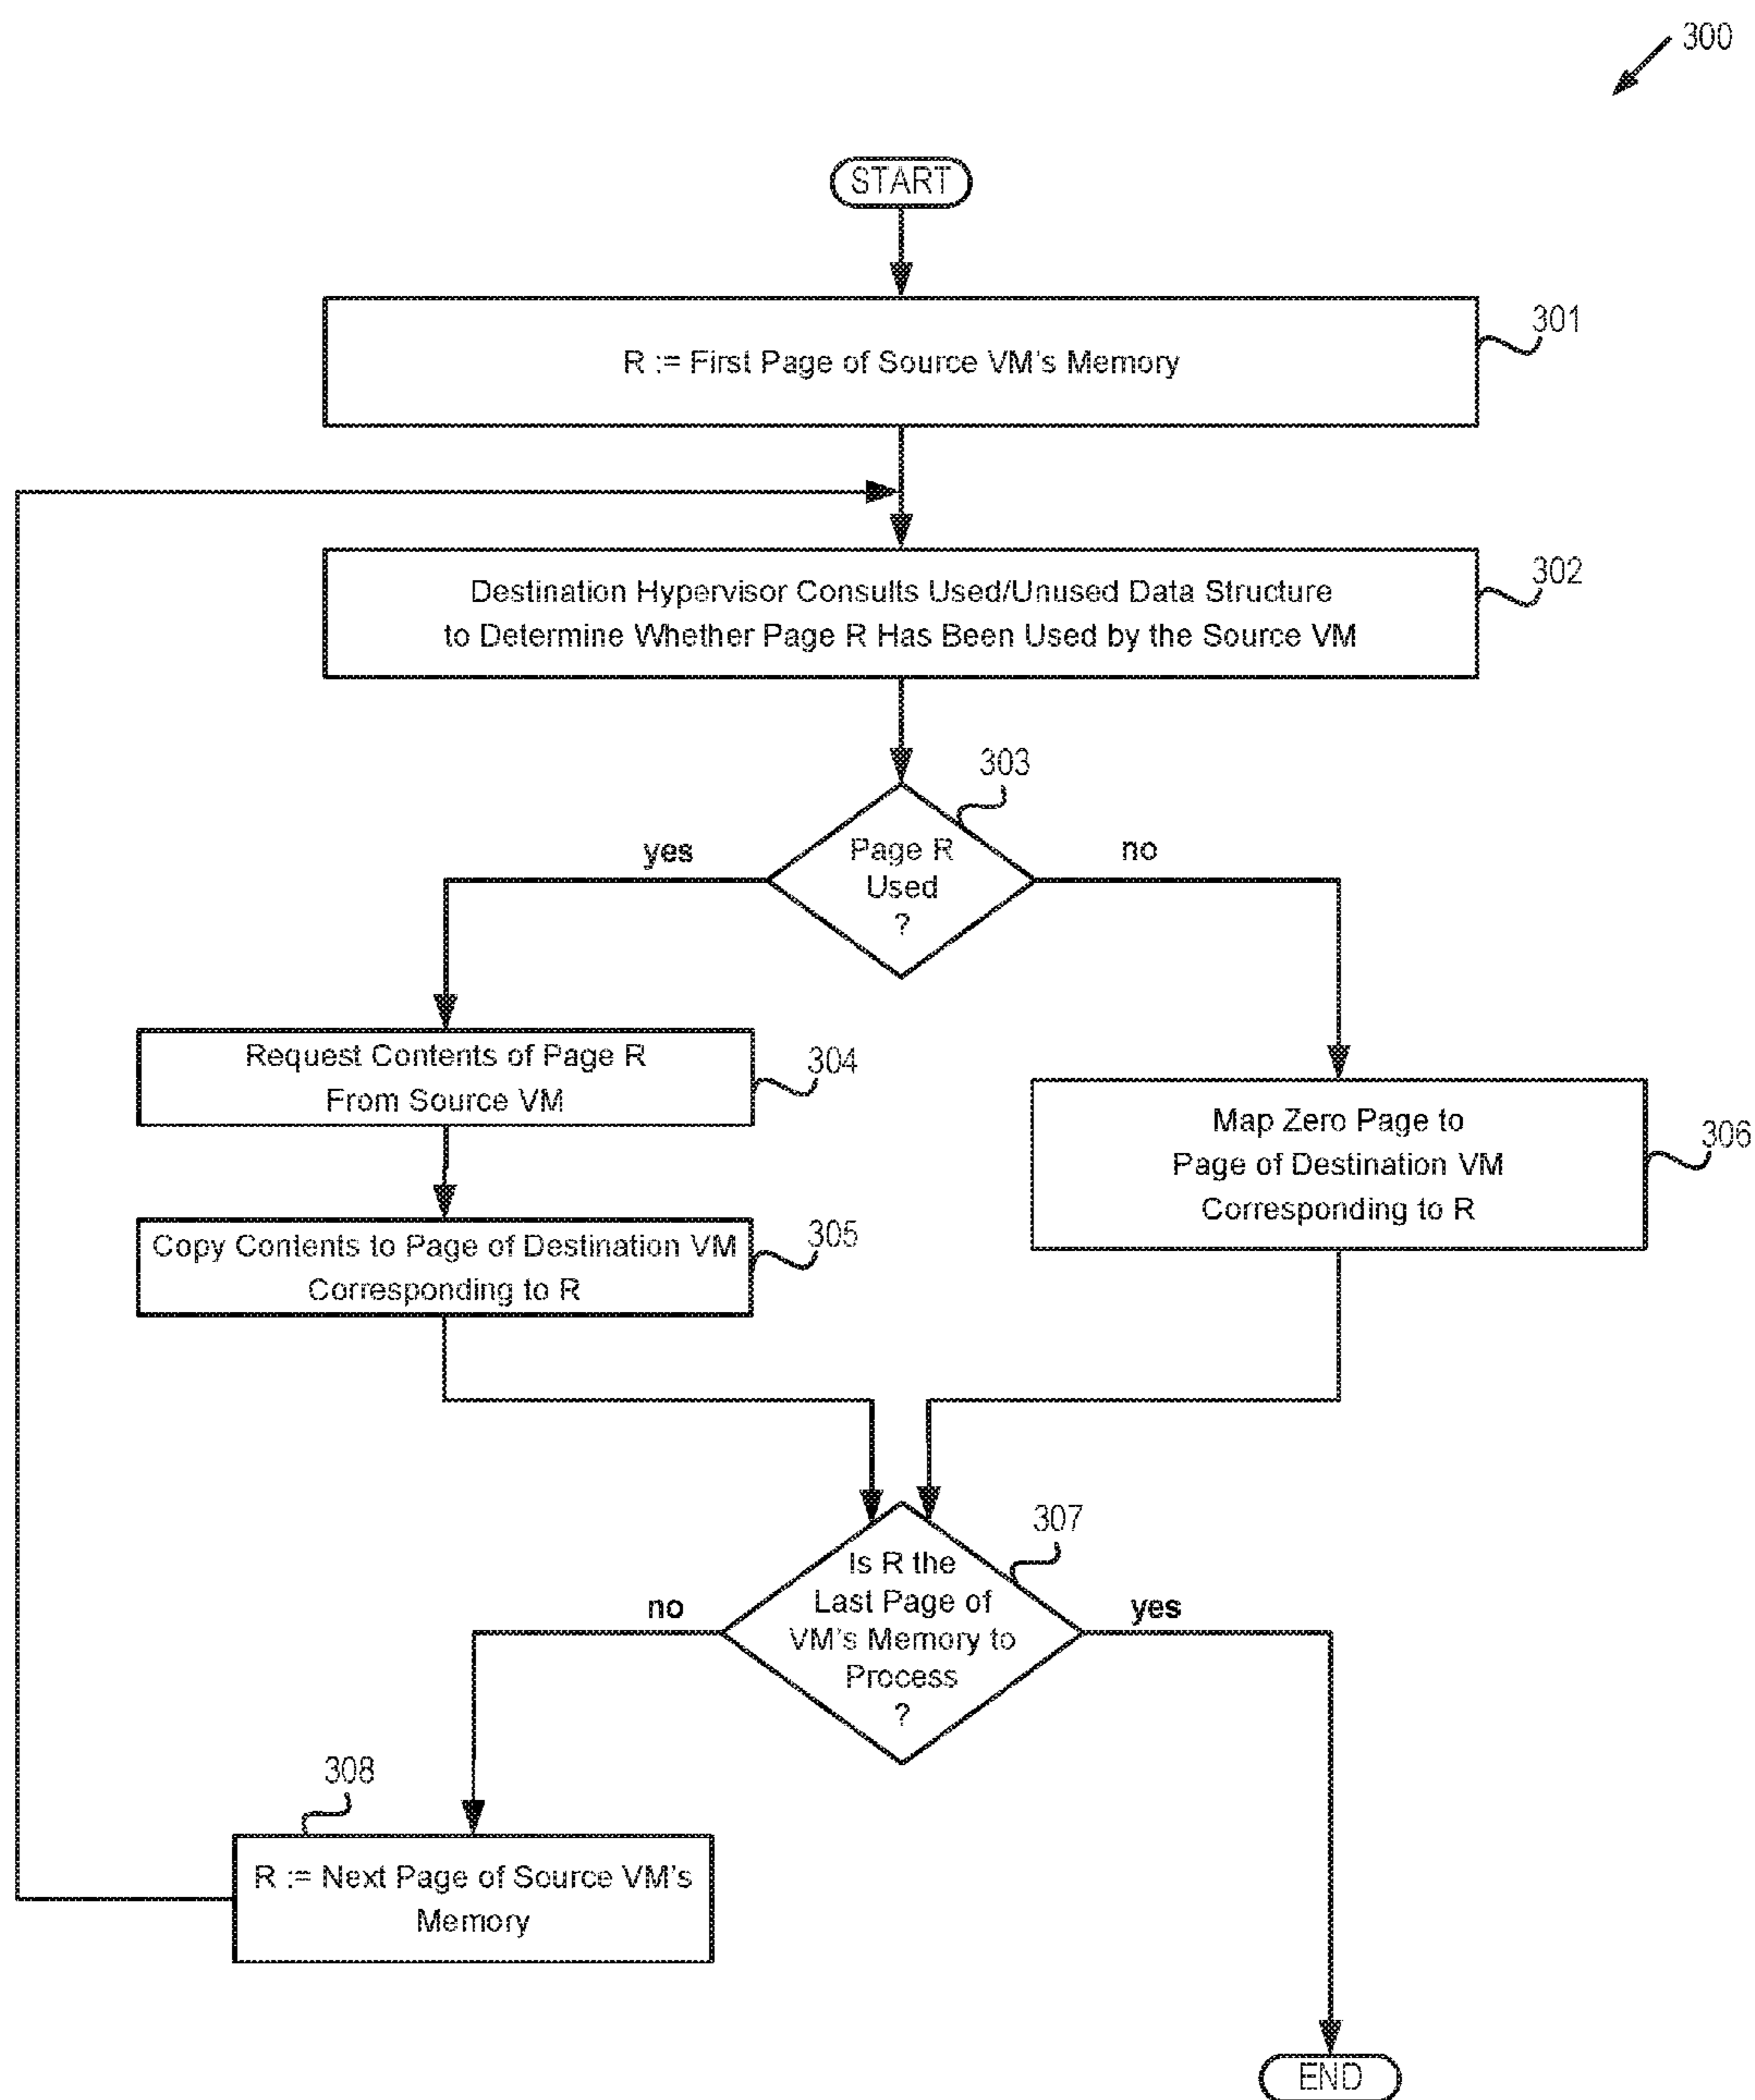 300
START
R := First Page of Source VM's Memory
301
Destination Hypervisor Consults Used/Unused Data Structure
to Determine Whether Page R Has Been Used by the Source VM
302
303
yes
Page R
Used
?
no
Request Contents of Page R
From Source VM
304
Copy Contents to Page of Destination VM
Corresponding to R
305
Map Zero Page to
Page of Destination VM
Corresponding to R
306
307
no
Is R the
Last Page of
VM's Memory to
Process
?
yes
308
R := Next Page of Source VM's
Memory
END